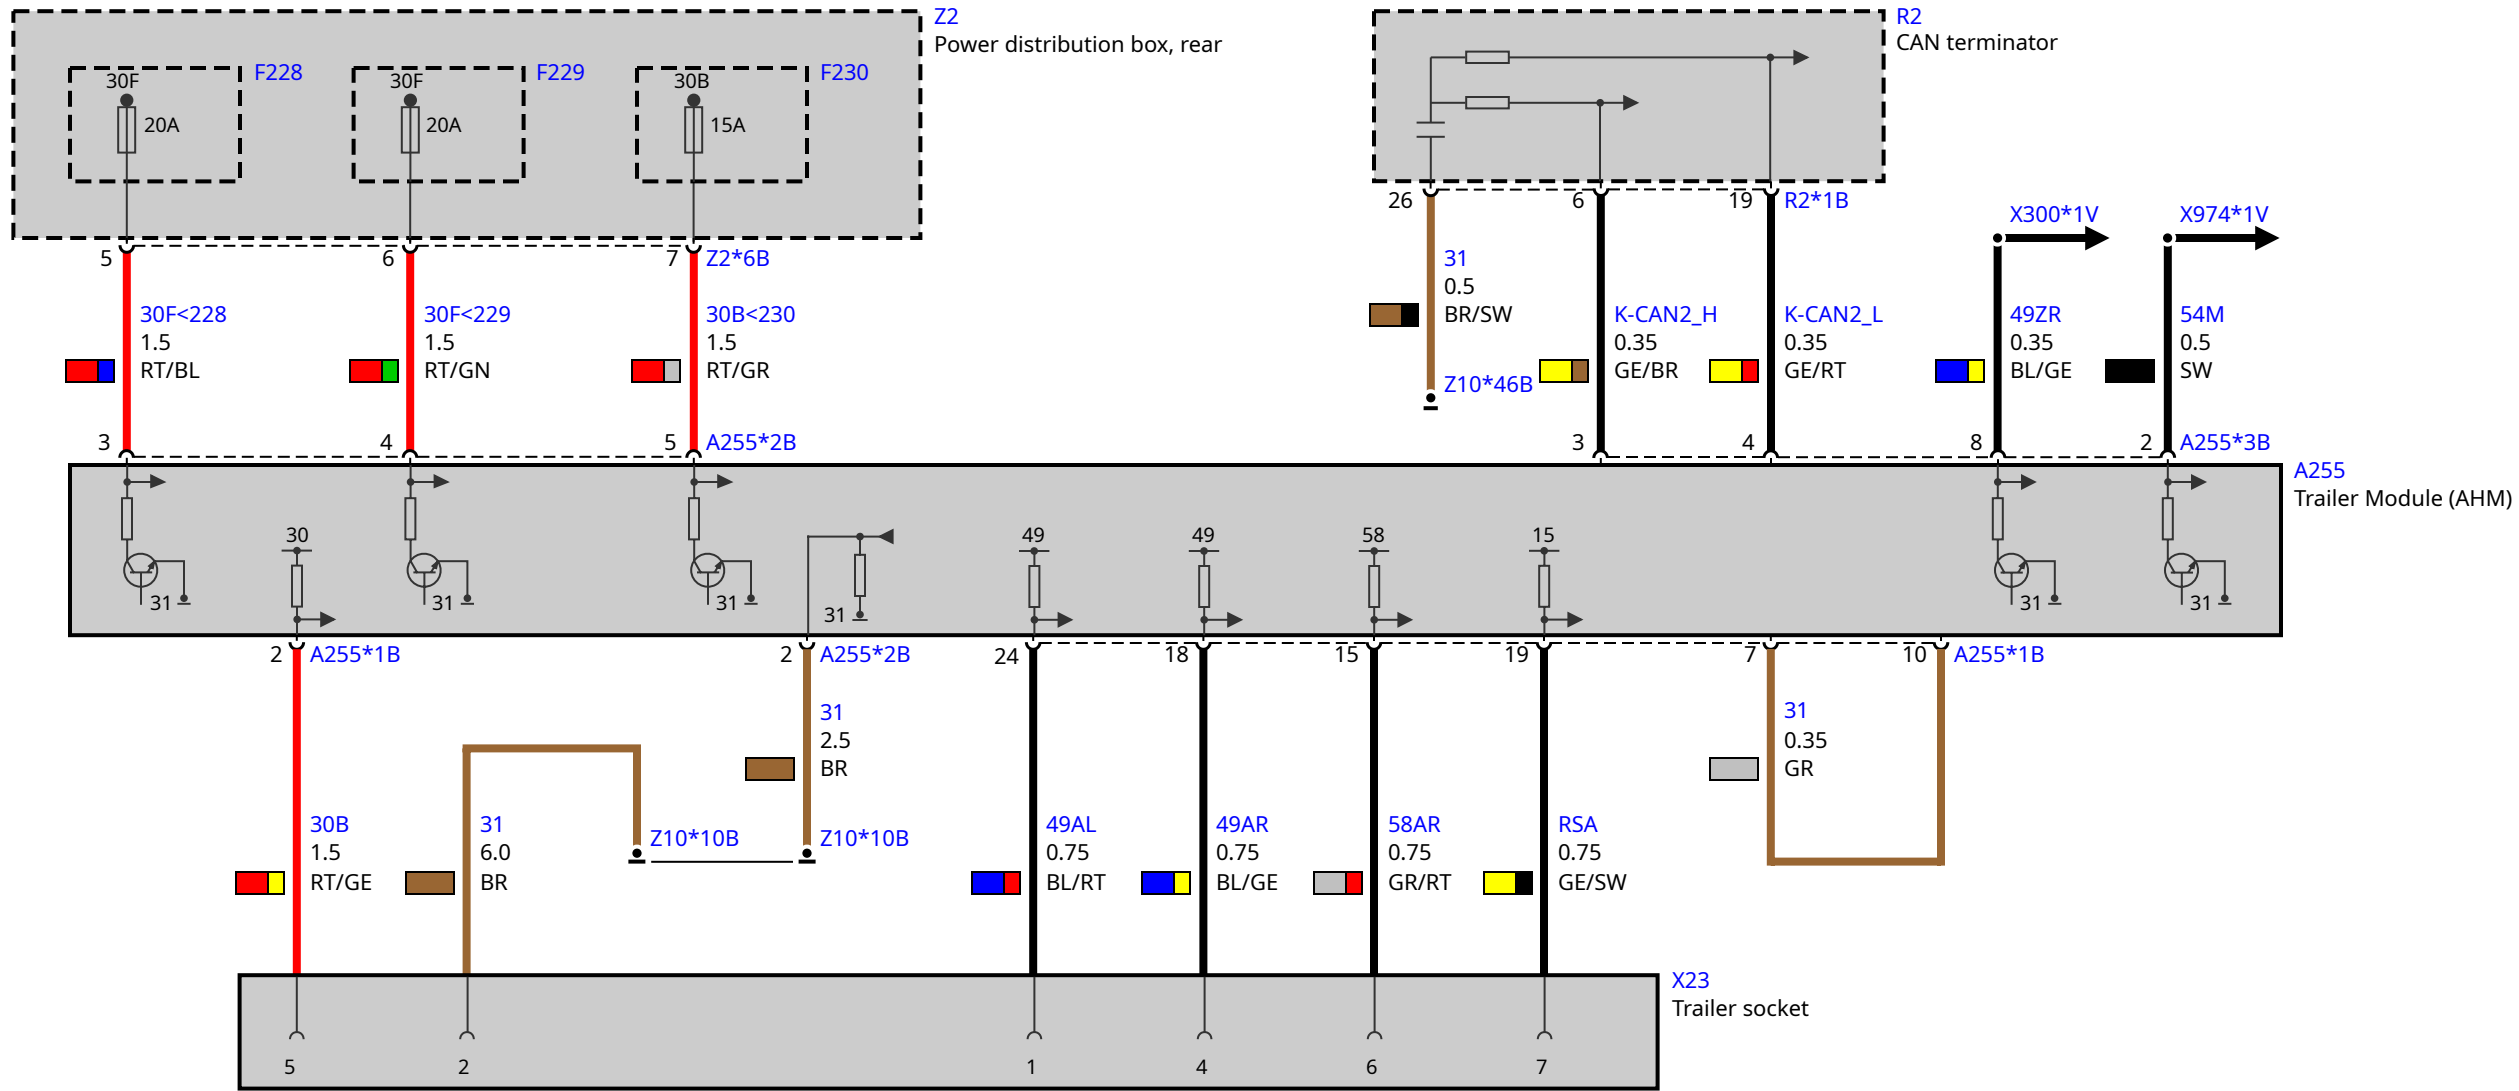 Z2
Power distribution box, rear
R2
CAN terminator
30F
F228
30F
F229
30B
F230
20A
20A
15A
26
6
19
R2*1B
X300*1V
X974*1V
5
6
7
Z2*6B
31
0.5
BR/SW
30F<228
1.5
RT/BL
30F<229
1.5
RT/GN
30B<230
1.5
RT/GR
K-CAN2_H
0.35
GE/BR
K-CAN2_L
0.35
GE/RT
49ZR
0.35
BL/GE
54M
0.5
SW
Z10*46B
3
4
5
A255*2B
3
4
8
2
A255*3B
A255
Trailer Module (AHM)
30
49
49
58
15
31
31
31
31
31
31
2
A255*1B
2
A255*2B
24
18
15
19
7
10
A255*1B
31
2.5
BR
31
0.35
GR
30B
1.5
RT/GE
31
6.0
BR
Z10*10B
Z10*10B
49AL
0.75
BL/RT
49AR
0.75
BL/GE
58AR
0.75
GR/RT
RSA
0.75
GE/SW
X23
Trailer socket
5
2
1
4
6
7